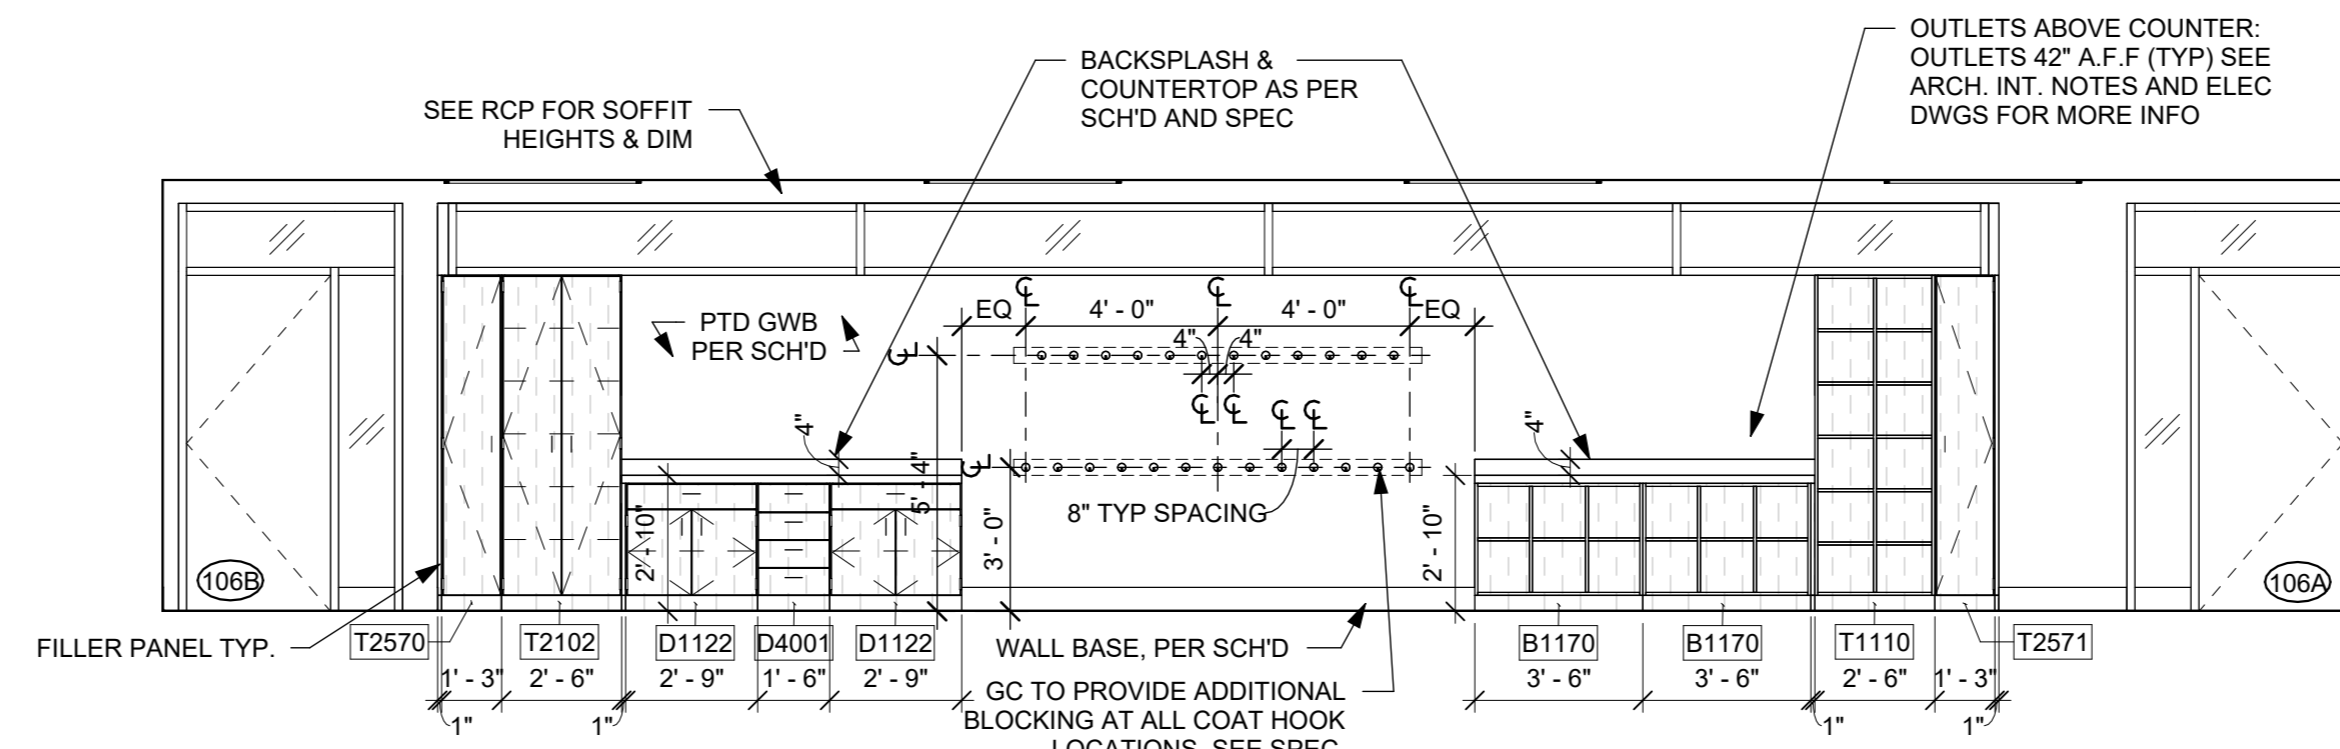 OUTLETS ABOVE COUNTER:
OUTLETS 42" A.F.F (TYP) SEE
ARCH. INT. NOTES AND ELEC
DWGS FOR MORE INFO
BACKSPLASH &
COUNTERTOP AS PER
SCH'D AND SPEC
SEE RCP FOR SOFFIT
HEIGHTS & DIM
EQ
4' - 0"
4' - 0"
EQ
PTD GWB
PER SCH'D
4"
4"
4"
4"
5' - 4"
8" TYP SPACING
2' - 10"
3' - 0"
2' - 10"
106B
106A
FILLER PANEL TYP.
T2570
T2102
D1122
D4001
D1122
WALL BASE, PER SCH'D
B1170
B1170
T1110
T2571
1' - 3"
2' - 6"
2' - 9"
1' - 6"
2' - 9"
3' - 6"
3' - 6"
2' - 6"
1' - 3"
1"
1"
1"
1"
GC TO PROVIDE ADDITIONAL
BLOCKING AT ALL COAT HOOK
LOCATIONS, SEE SPEC